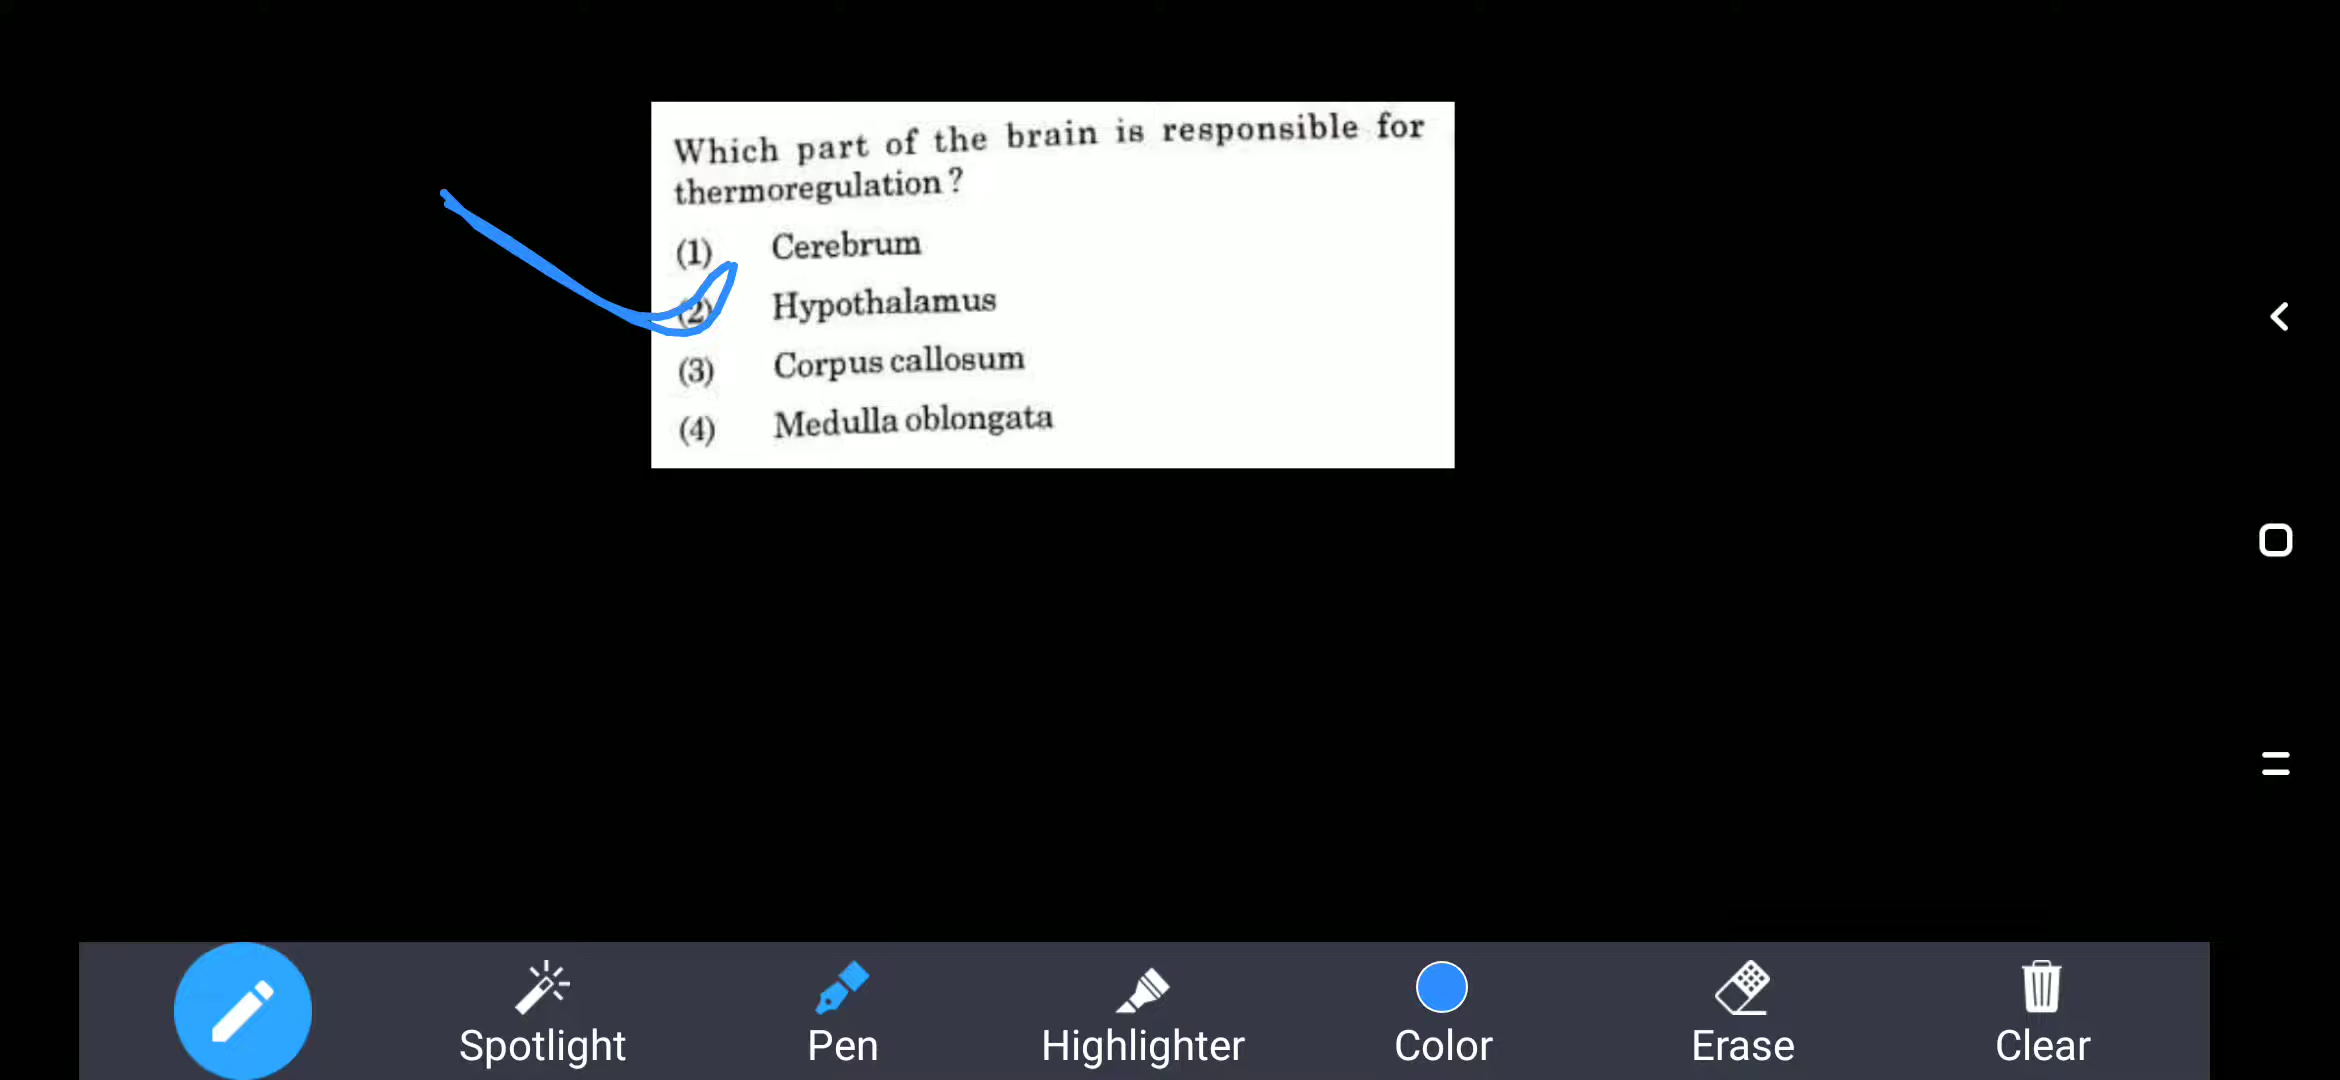 Which part of the brain is responsible for
thermoregulation ?
(1) Cerebrum
(2) Hypothalamus
(3) Corpus callosum
(4) Medulla oblongata
Spotlight Pen Highlighter Color Erase Clear